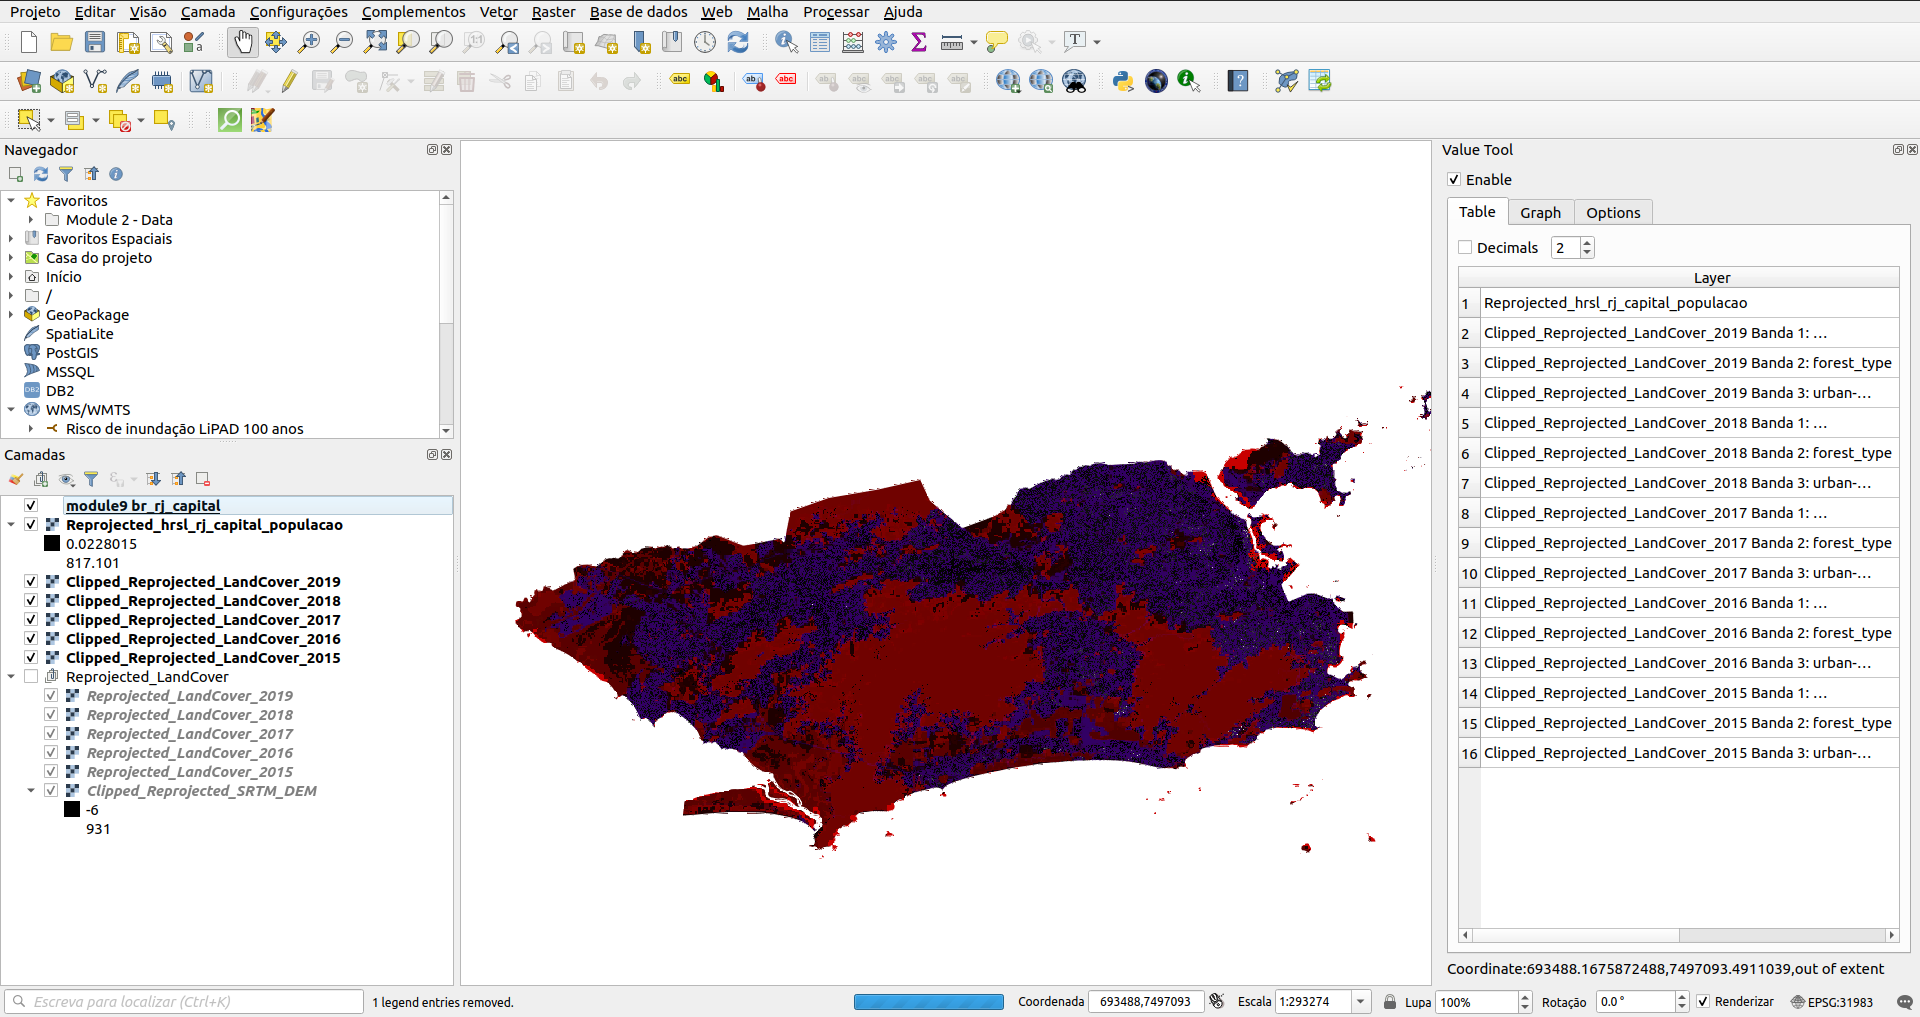 Projeto Editar Visão Camada Configurações Complementos Vetor Raster Base de dados Web Malha Processar Ajuda
Navegador
Favoritos
Module 2 - Data
Favoritos Espaciais
Casa do projeto
Início
/
GeoPackage
SpatiaLite
PostGIS
MSSQL
DB2
WMS/WMTS
Risco de inundação LiPAD 100 anos
Camadas
module9 br_rj_capital
Reprojected_hrsl_rj_capital_populacao
0.0228015
817.101
Clipped_Reprojected_LandCover_2019
Clipped_Reprojected_LandCover_2018
Clipped_Reprojected_LandCover_2017
Clipped_Reprojected_LandCover_2016
Clipped_Reprojected_LandCover_2015
Reprojected_LandCover
Reprojected_LandCover_2019
Reprojected_LandCover_2018
Reprojected_LandCover_2017
Reprojected_LandCover_2016
Reprojected_LandCover_2015
Clipped_Reprojected_SRTM_DEM
-6
931
Value Tool
Enable
Table Graph Options
Decimals 2
Layer
1 Reprojected_hrsl_rj_capital_populacao
2 Clipped_Reprojected_LandCover_2019 Banda 1: ...
3 Clipped_Reprojected_LandCover_2019 Banda 2: forest_type
4 Clipped_Reprojected_LandCover_2019 Banda 3: urban-...
5 Clipped_Reprojected_LandCover_2018 Banda 1: ...
6 Clipped_Reprojected_LandCover_2018 Banda 2: forest_type
7 Clipped_Reprojected_LandCover_2018 Banda 3: urban-...
8 Clipped_Reprojected_LandCover_2017 Banda 1: ...
9 Clipped_Reprojected_LandCover_2017 Banda 2: forest_type
10 Clipped_Reprojected_LandCover_2017 Banda 3: urban-...
11 Clipped_Reprojected_LandCover_2016 Banda 1: ...
12 Clipped_Reprojected_LandCover_2016 Banda 2: forest_type
13 Clipped_Reprojected_LandCover_2016 Banda 3: urban-...
14 Clipped_Reprojected_LandCover_2015 Banda 1: ...
15 Clipped_Reprojected_LandCover_2015 Banda 2: forest_type
16 Clipped_Reprojected_LandCover_2015 Banda 3: urban-...
Coordinate:693488.1675872488,7497093.4911039,out of extent
Escreva para localizar (Ctrl+K) 1 legend entries removed. Coordenada 693488,7497093 Escala 1:293274 Lupa 100% Rotação 0.0 ° Renderizar EPSG:31983